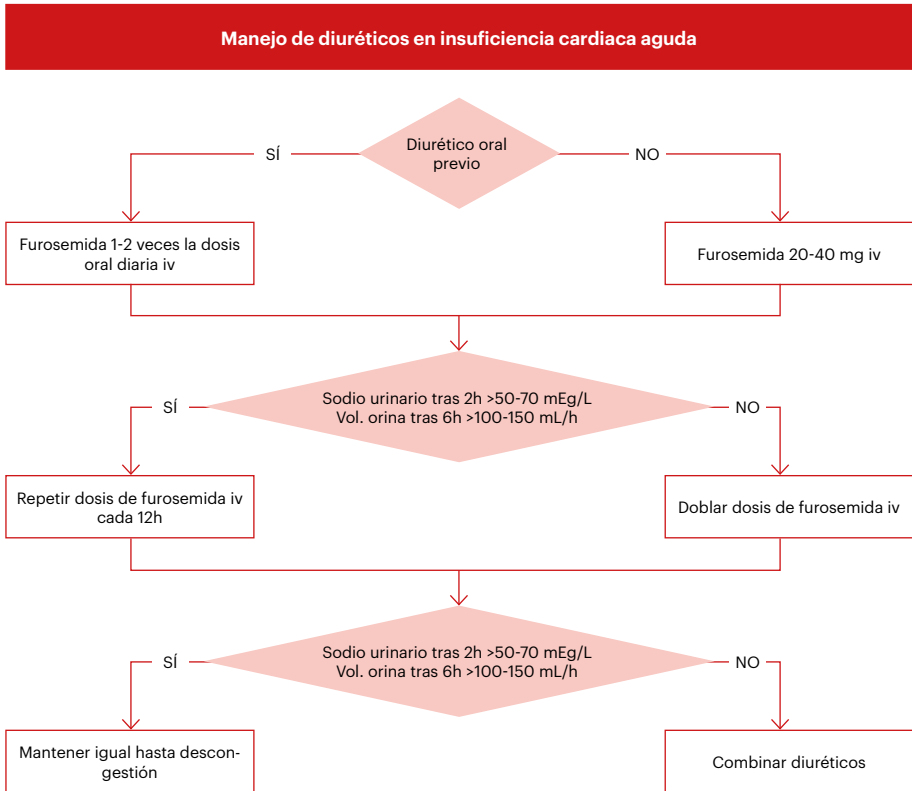 Manejo de diuréticos en insuficiencia cardiaca aguda
Diurético oral
previo
SÍ
NO
Furosemida 1-2 veces la dosis
oral diaria iv
Furosemida 20-40 mg iv
Sodio urinario tras 2h >50-70 mEg/L
Vol. orina tras 6h >100-150 mL/h
SÍ
NO
Repetir dosis de furosemida iv
cada 12h
Doblar dosis de furosemida iv
Sodio urinario tras 2h >50-70 mEg/L
Vol. orina tras 6h >100-150 mL/h
SÍ
NO
Mantener igual hasta descon-
gestión
Combinar diuréticos